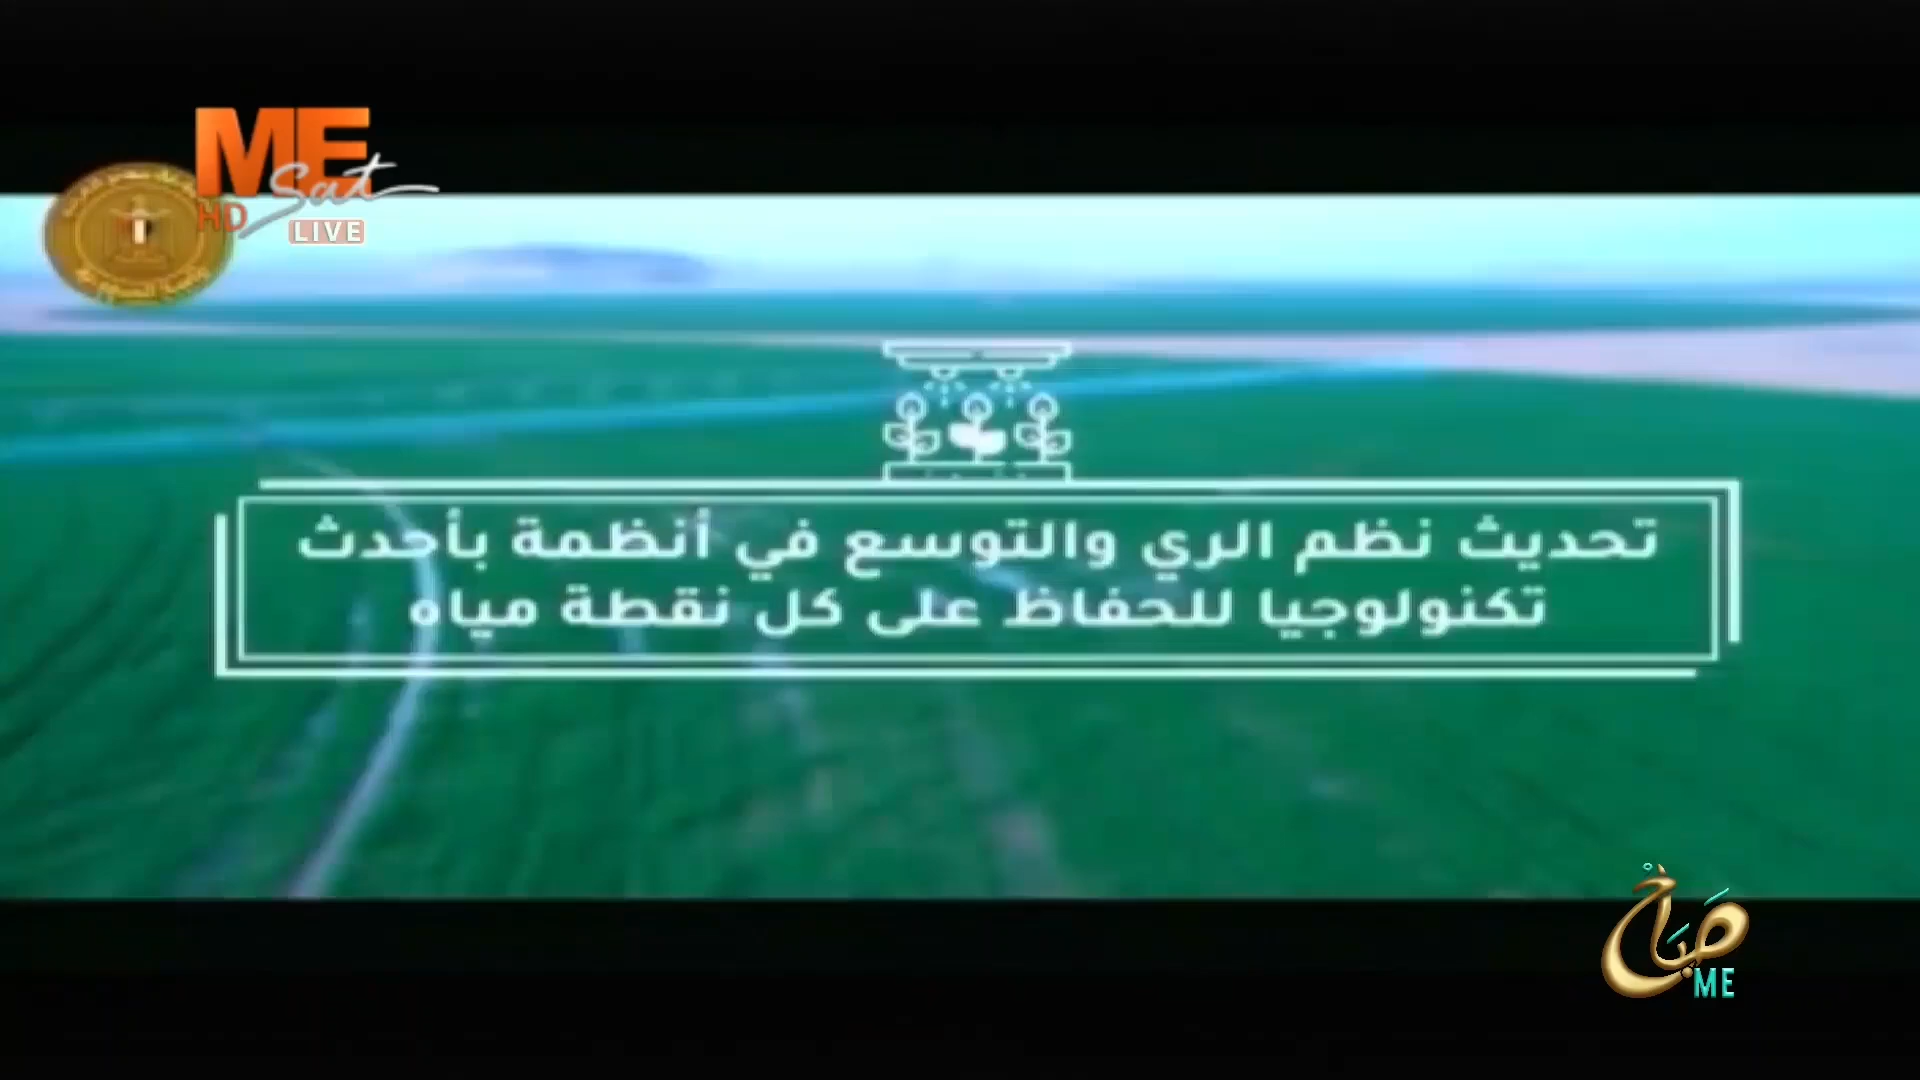 ME
Sat
HD
LIVE
تحديث نظم الري والتوسع في أنظمة بأحدث
تكنولوجيا للحفاظ على كل نقطة مياه
صباح
ME